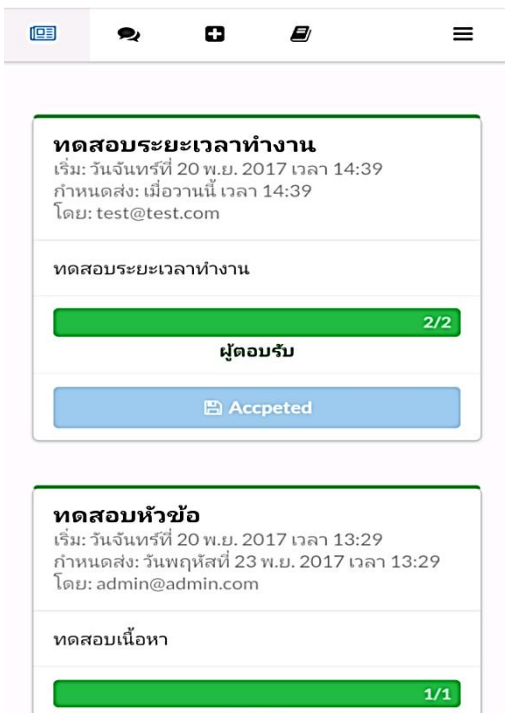 ทดสอบระยะเวลาทำงาน
เริ่ม: วันจันทร์ที่ 20 พ.ย. 2017 เวลา 14:39
กำหนดส่ง: เมื่อวานนี้ เวลา 14:39
โดย: test@test.com
ทดสอบระยะเวลาทำงาน
2/2
ผู้ตอบรับ
Accpeted
ทดสอบหัวข้อ
เริ่ม: วันจันทร์ที่ 20 พ.ย. 2017 เวลา 13:29
กำหนดส่ง: วันพฤหัสที่ 23 พ.ย. 2017 เวลา 13:29
โดย: admin@admin.com
ทดสอบเนื้อหา
1/1